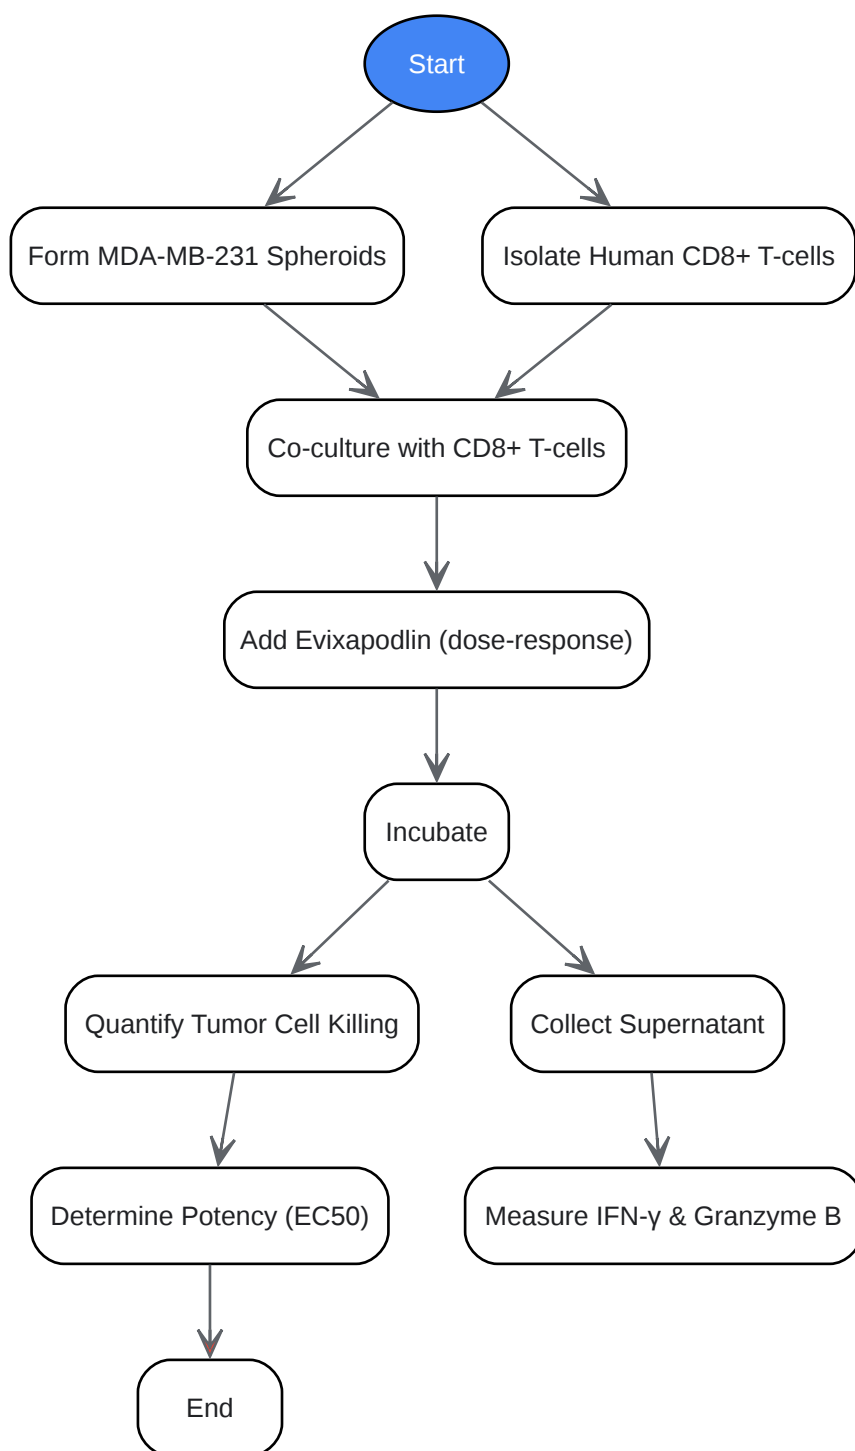 Start
Form MDA-MB-231 Spheroids
Isolate Human CD8+ T-cells
Co-culture with CD8+ T-cells
Add Evixapodlin (dose-response)
Incubate
Quantify Tumor Cell Killing
Collect Supernatant
Determine Potency (EC50)
Measure IFN-γ & Granzyme B
End